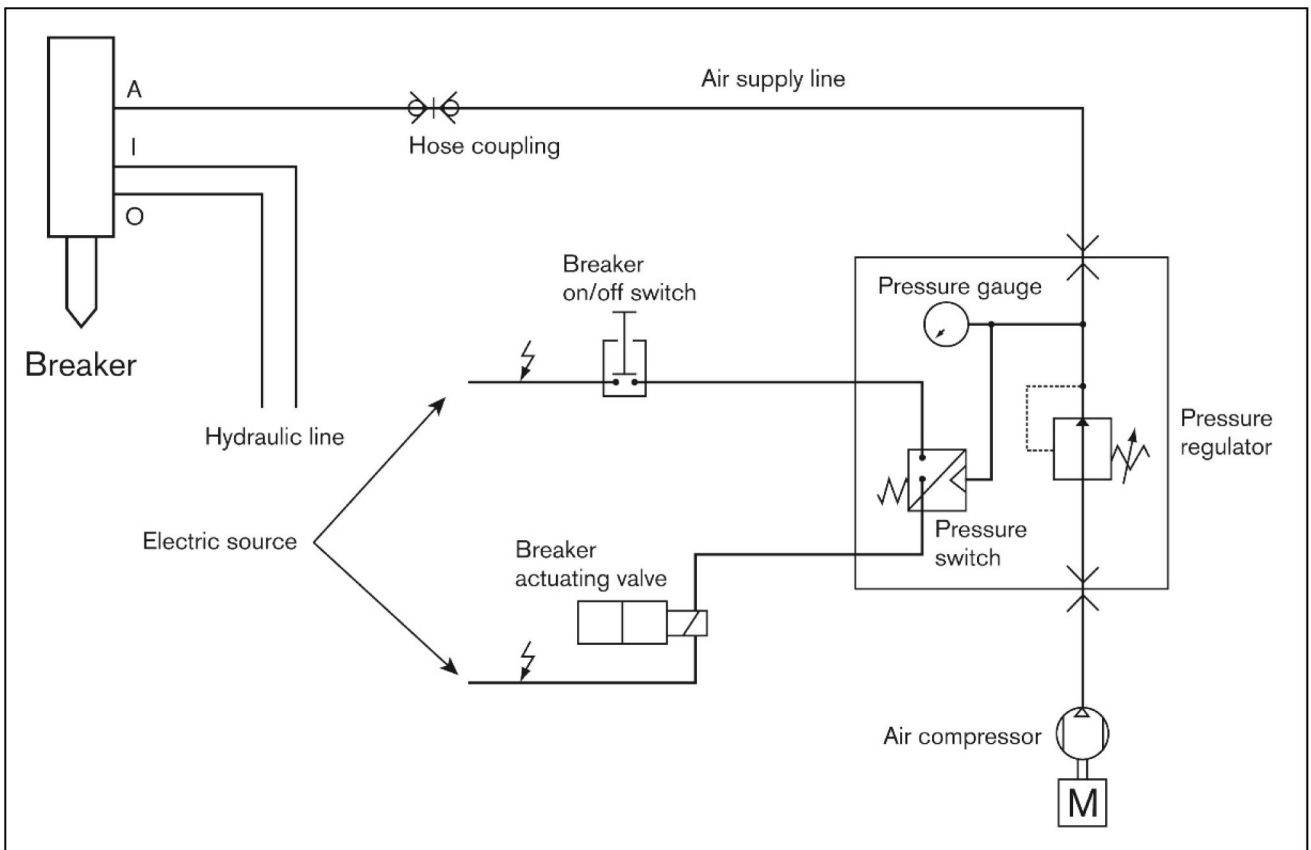 A
Air supply line
I
Hose coupling
O
Breaker
on/off switch
Pressure gauge
Breaker
Hydraulic line
Pressure
regulator
Electric source
Pressure
switch
Breaker
actuating valve
Air compressor
M